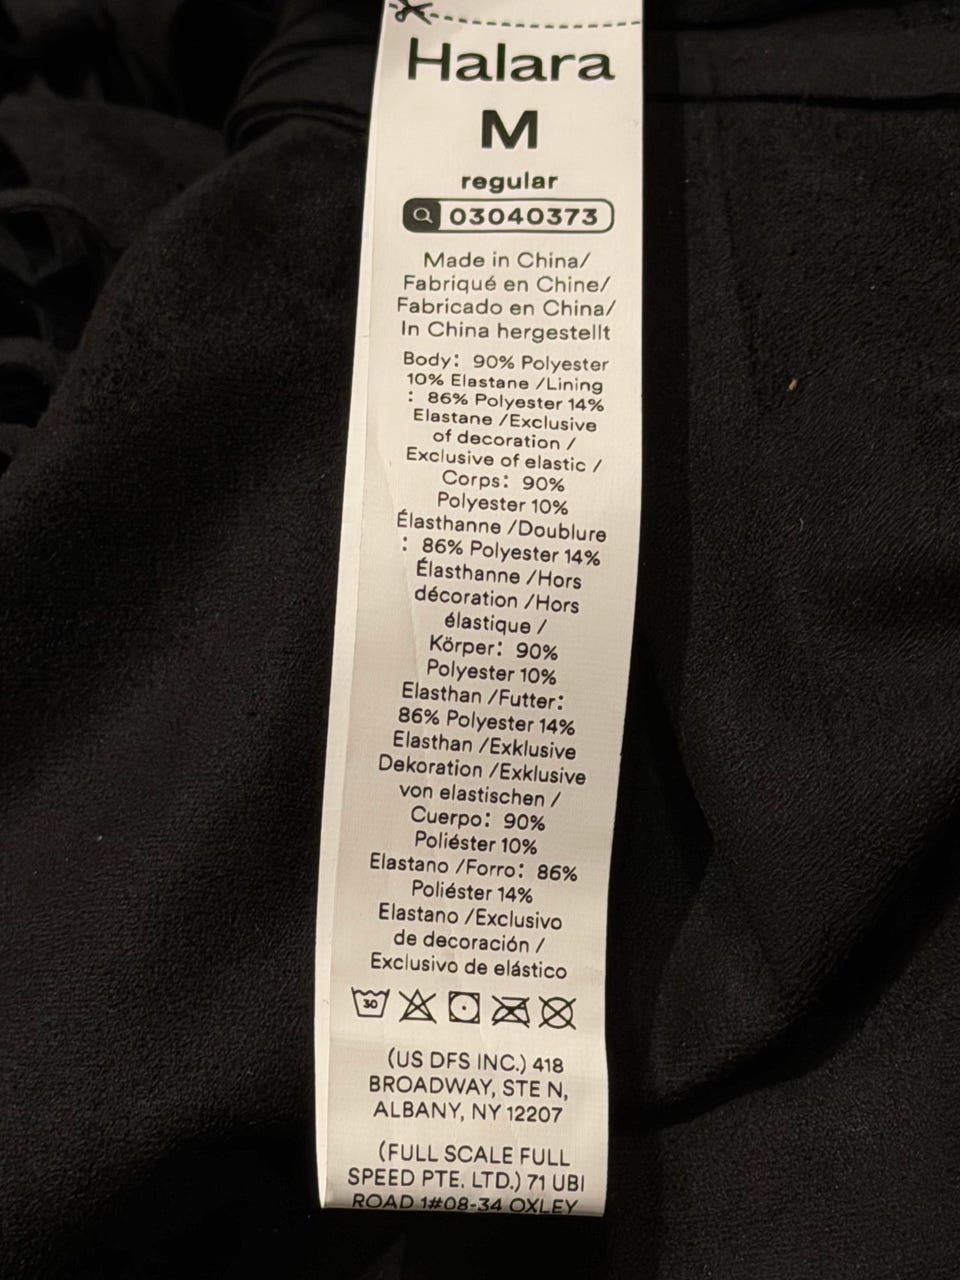 Halara
M
regular
03040373
Made in China/
Fabriqué en Chine/
Fabricado en China/
In China hergestellt
Body: 90% Polyester
10% Elastane /Lining
: 86% Polyester 14%
Elastane /Exclusive
of decoration /
Exclusive of elastic /
Corps: 90%
Polyester 10%
Élasthanne /Doublure
: 86% Polyester 14%
Élasthanne /Hors
décoration /Hors
élastique /
Körper: 90%
Polyester 10%
Elasthan /Futter:
86% Polyester 14%
Elasthan /Exklusive
Dekoration /Exklusive
von elastischen /
Cuerpo: 90%
Poliéster 10%
Elastano /Forro: 86%
Poliéster 14%
Elastano /Exclusivo
de decoración /
Exclusivo de elástico
30
(US DFS INC.) 418
BROADWAY, STE N,
ALBANY, NY 12207
(FULL SCALE FULL
SPEED PTE. LTD.) 71 UBI
ROAD 1#08-34 OXLEY